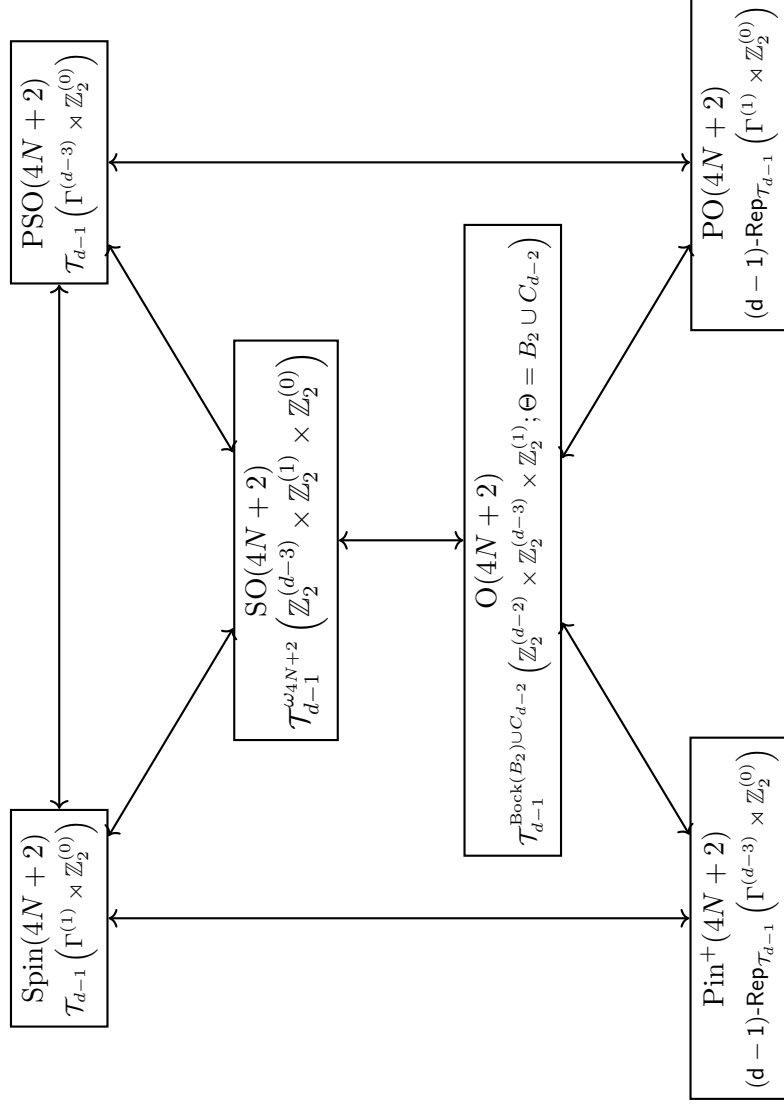 Spin(4N + 2)
𝒯_{d−1} (Γ^{(1)} ⋊ ℤ_2^{(0)})
PSO(4N + 2)
𝒯_{d−1} (Γ^{(d−3)} ⋊ ℤ_2^{(0)})
SO(4N + 2)
𝒯_{d−1}^{ω_{4N+2}} (ℤ_2^{(d−3)} × ℤ_2^{(1)} × ℤ_2^{(0)})
O(4N + 2)
𝒯_{d−1}^{Bock(B_2)∪C_{d−2}} (ℤ_2^{(d−2)} × ℤ_2^{(d−3)} × ℤ_2^{(1)}; Θ = B_2 ∪ C_{d−2})
Pin^+(4N + 2)
(d − 1)-Rep_{𝒯_{d−1}} (Γ^{(d−3)} ⋊ ℤ_2^{(0)})
PO(4N + 2)
(d − 1)-Rep_{𝒯_{d−1}} (Γ^{(1)} ⋊ ℤ_2^{(0)})